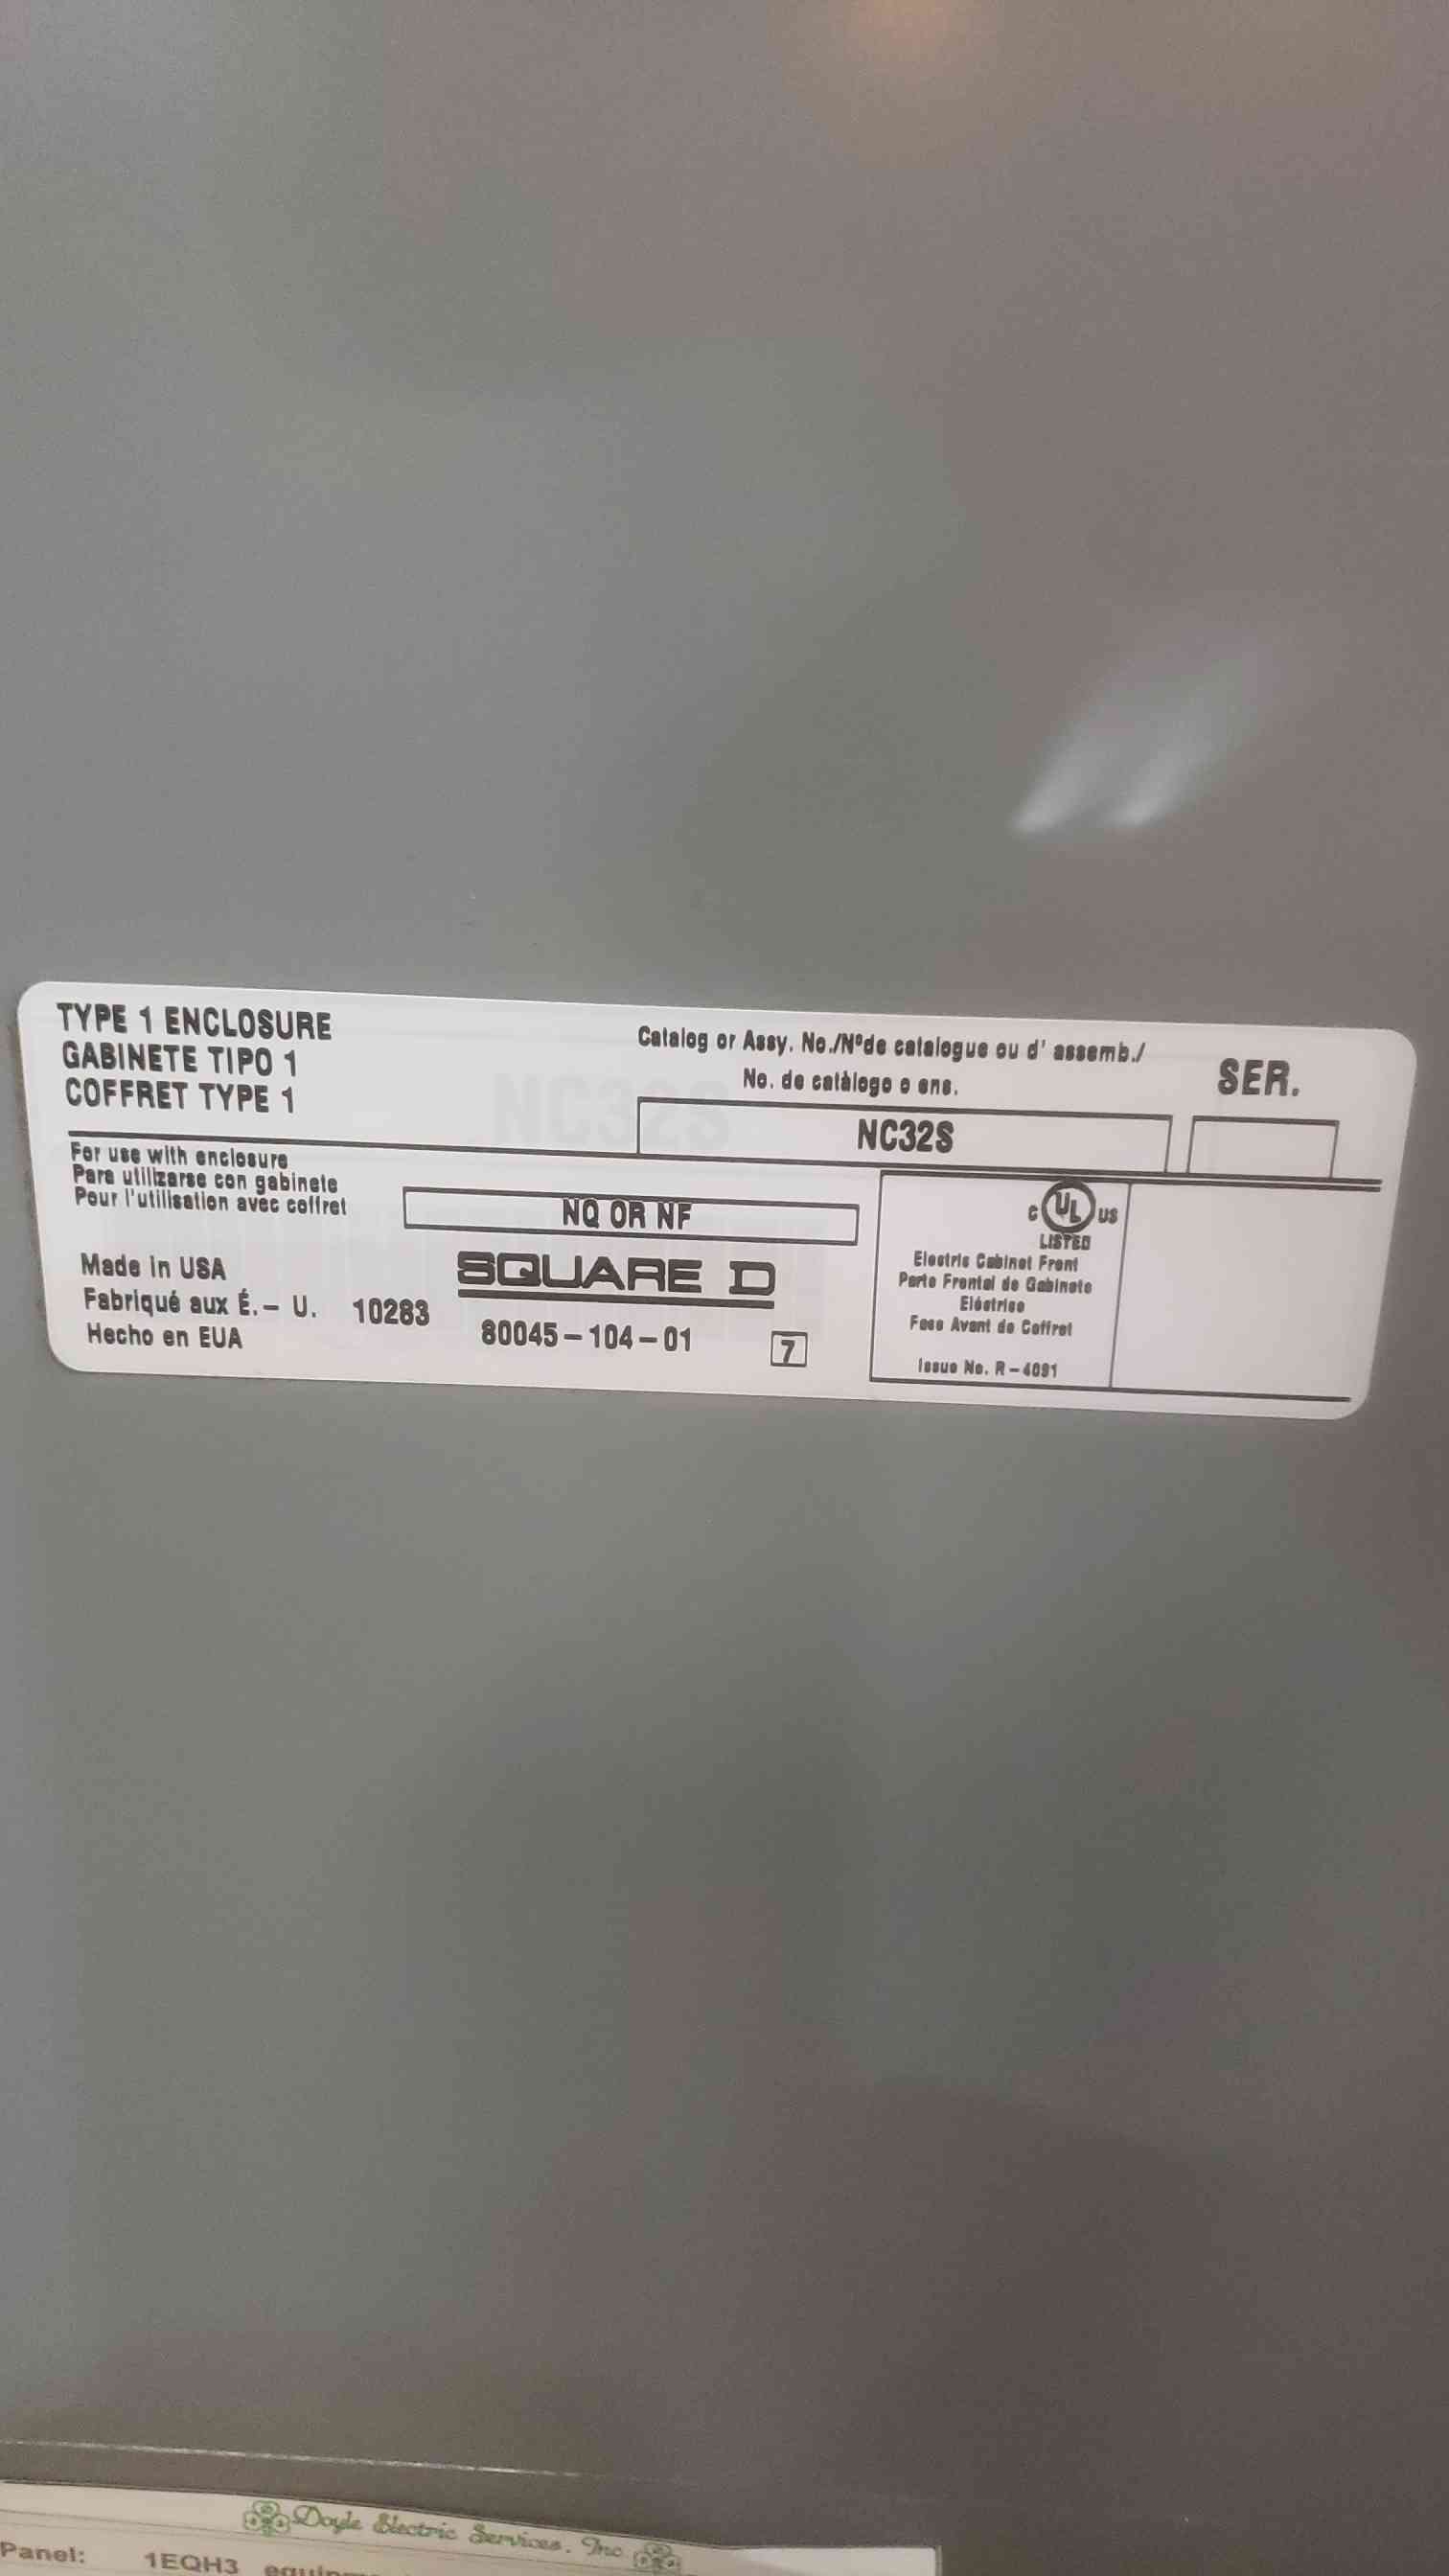 TYPE 1 ENCLOSURE
GABINETE TIPO 1
COFFRET TYPE 1
Catalog or Assy. No./Nºde catalogue ou d' assemb./
No. de catàlogo o ens.
SER.
NC32S
For use with enclosure
Para utilizarse con gabinete
Pour l'utilisation avec coffret
NQ OR NF
Made in USA
Fabriqué aux É.– U. 10283
Hecho en EUA
SQUARE D
80045–104–01
7
C UL US
LISTED
Electric Cabinet Front
Parte Frontal de Gabinete
Eléctrico
Face Avant de Coffret
Issue No. R–4091
Doyle Electric Services, Inc
Panel: 1EQH3